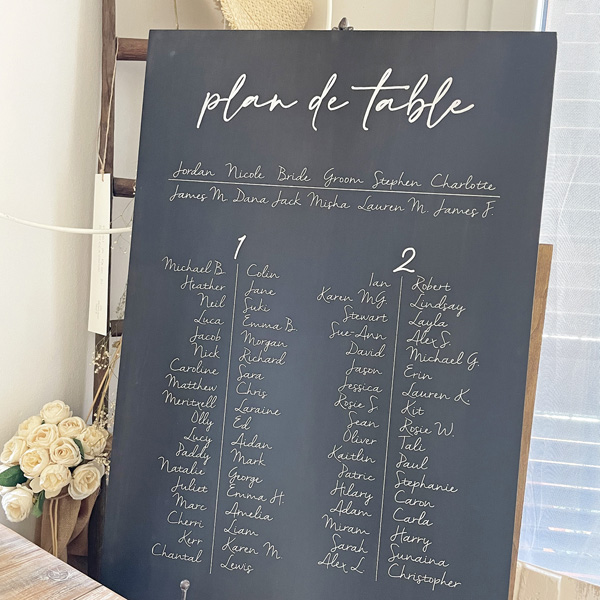 plan de table
Jordan Nicole Bride Groom Stephen Charlotte
James M. Dana Jack Misha Lauren M. James F.
1
Michael B. Colin
Heather Jane
Neil Suki
Luca Emma B.
Jacob Morgan
Nick Richard
Caroline Sara
Matthew Chris
Meritxell Laraine
Olly Ed
Lucy Aidan
Paddy Mark
Natalie George
Juliet Emma H.
Marc Amelia
Cherri Liam
Kerr Karen M
Chantal Lewis
2
Ian Robert
Karen MG. Lindsay
Stewart Layla
Sue-Ann Alex S.
David Michael G.
Jason Erin
Jessica Lauren K.
Rosie S. Kit
Sean Rosie W.
Oliver Tali
Kaitlin Paul
Patric Stephanie
Hilary Caron
Adam Carla
Miram Harry
Sarah Sunaina
Alex L. Christopher